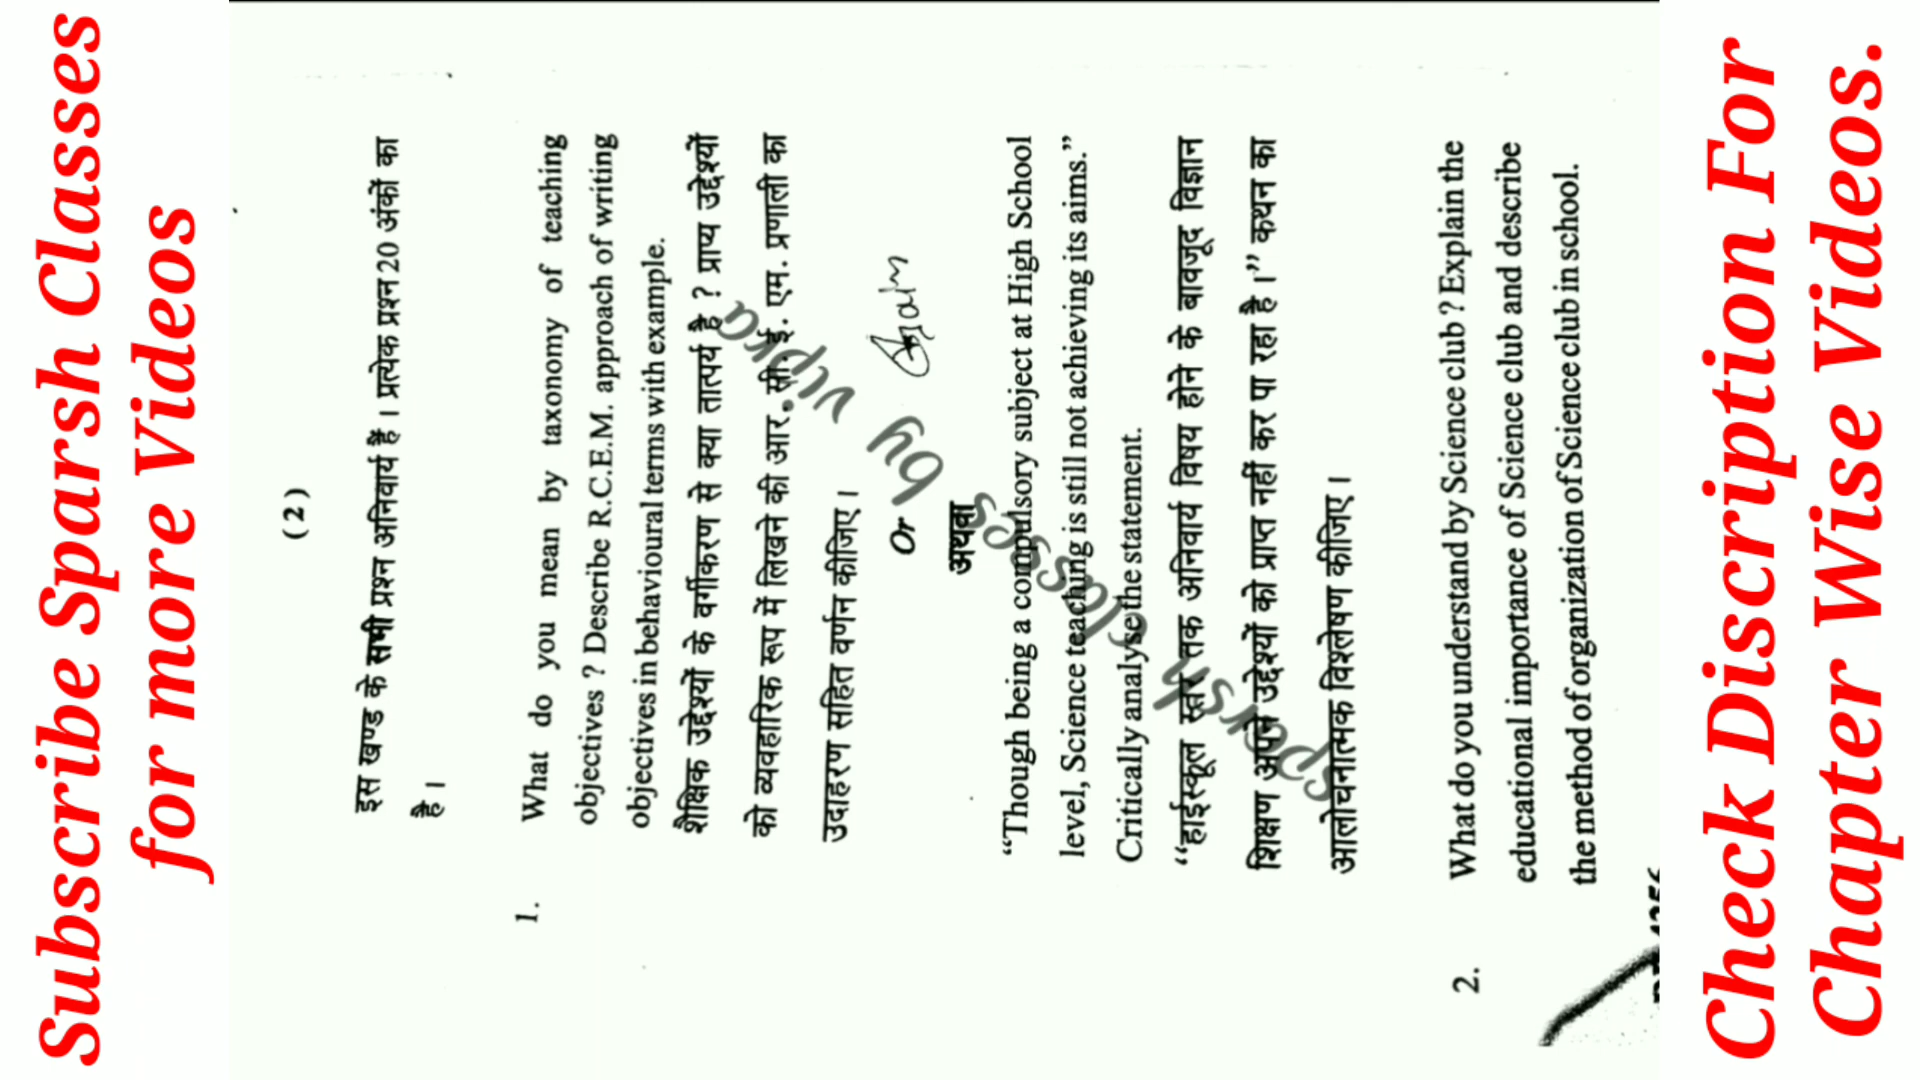 Subscribe Sparsh Classes
for more Videos
( 2 )
इस खण्ड के सभी प्रश्न अनिवार्य हैं । प्रत्येक प्रश्न 20 अंकों का
है ।
1. What do you mean by taxonomy of teaching
objectives ? Describe R.C.E.M. approach of writing
objectives in behavioural terms with example.
शैक्षिक उद्देश्यों के वर्गीकरण से क्या तात्पर्य है ? प्राप्य उद्देश्यों
को व्यवहारिक रूप में लिखने की आर. सी. ई. एम. प्रणाली का
उदाहरण सहित वर्णन कीजिए ।
Or
अथवा
“Though being a compulsory subject at High School
level, Science teaching is still not achieving its aims.”
Critically analyse the statement.
“हाईस्कूल स्तर तक अनिवार्य विषय होने के बावजूद विज्ञान
शिक्षण अपने उद्देश्यों को प्राप्त नहीं कर पा रहा है ।” कथन का
आलोचनात्मक विश्लेषण कीजिए ।
2. What do you understand by Science club ? Explain the
educational importance of Science club and describe
the method of organization of Science club in school.
sparsh classes by vipra
Check Discription For
Chapter Wise Videos.